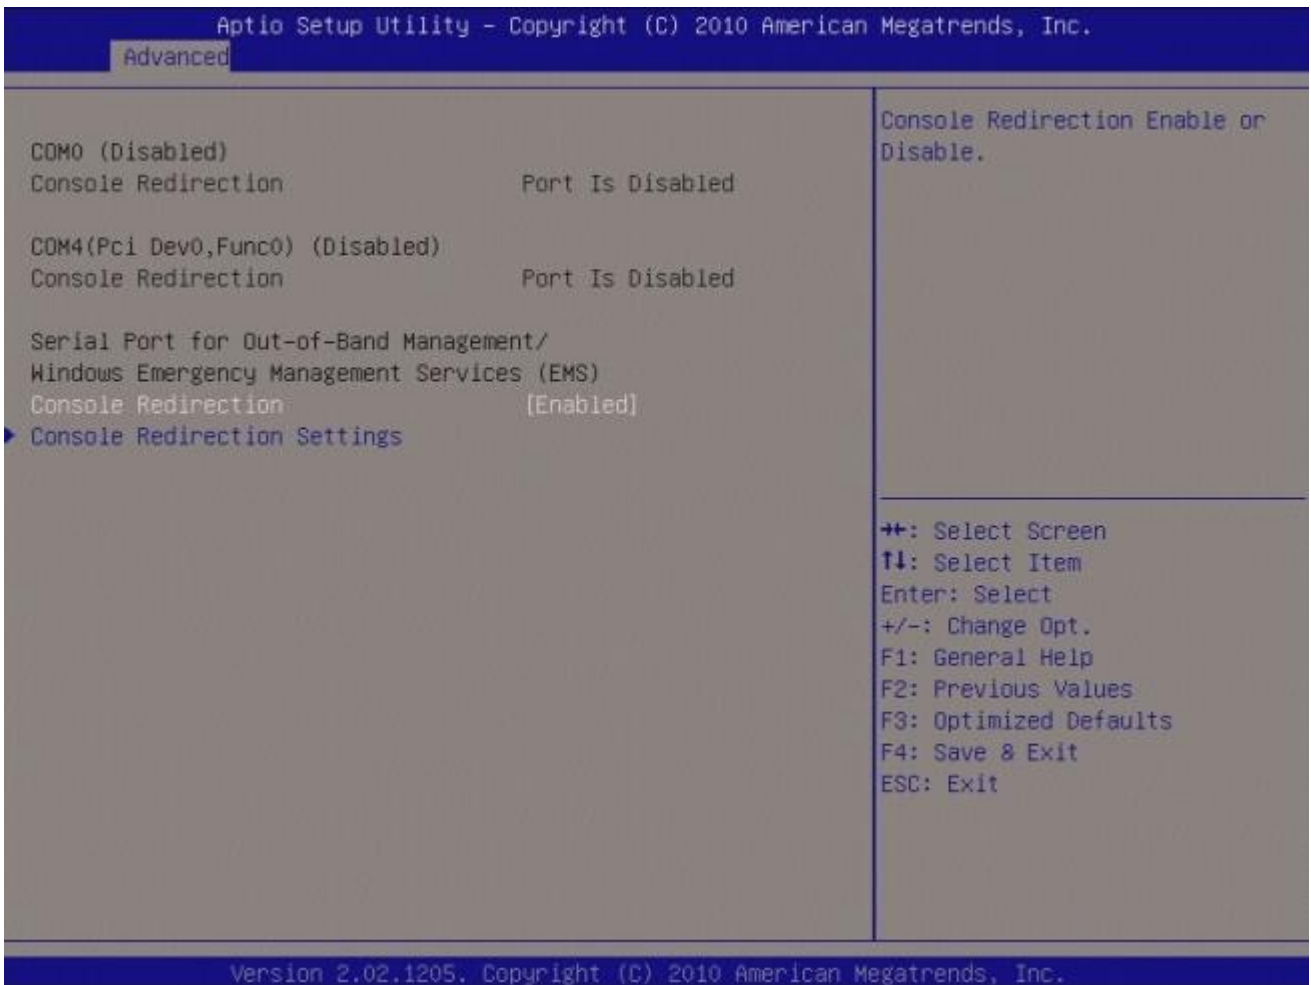 Aptio Setup Utility – Copyright (C) 2010 American Megatrends, Inc.
Advanced
COM0 (Disabled)
Console Redirection Port Is Disabled
COM4(Pci Dev0,Func0) (Disabled)
Console Redirection Port Is Disabled
Serial Port for Out-of-Band Management/
Windows Emergency Management Services (EMS)
Console Redirection [Enabled]
Console Redirection Settings
Console Redirection Enable or
Disable.
→←: Select Screen
↑↓: Select Item
Enter: Select
+/-: Change Opt.
F1: General Help
F2: Previous Values
F3: Optimized Defaults
F4: Save & Exit
ESC: Exit
Version 2.02.1205. Copyright (C) 2010 American Megatrends, Inc.